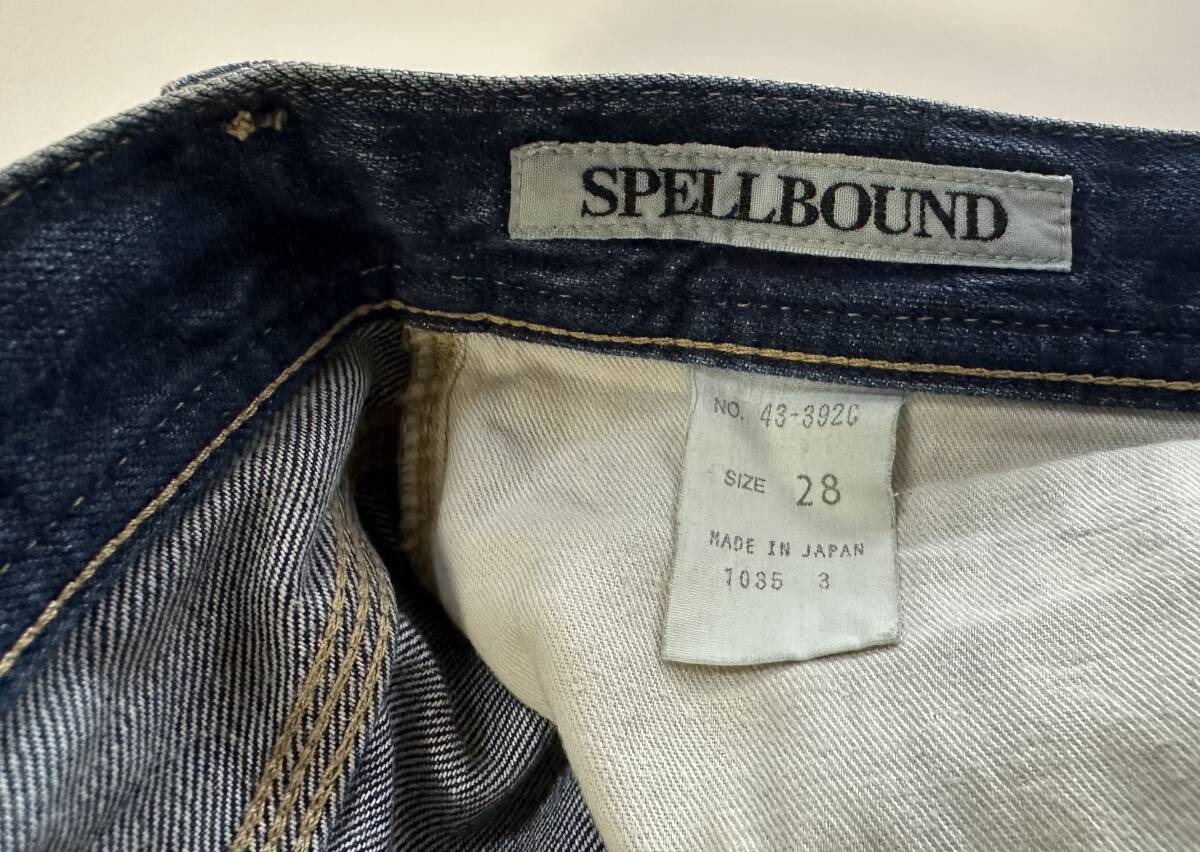 SPELLBOUND
NO. 43-392C
SIZE 28
MADE IN JAPAN
1035 3